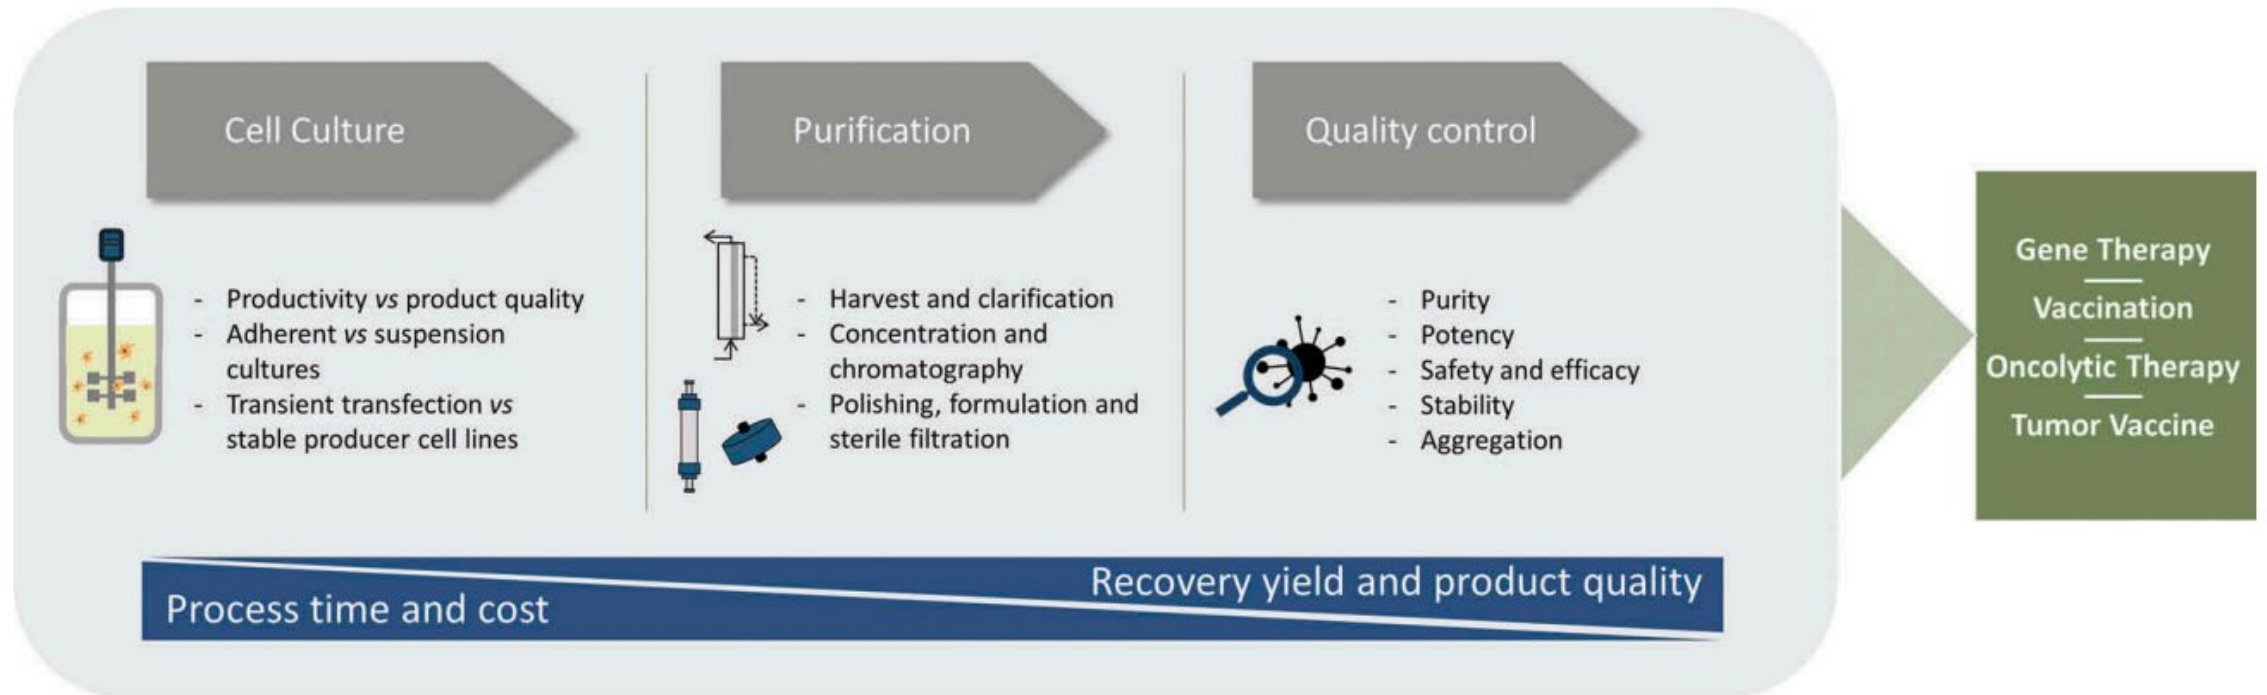 Cell Culture
Purification
Quality control
- Productivity vs product quality
- Adherent vs suspension
cultures
- Transient transfection vs
stable producer cell lines
- Harvest and clarification
- Concentration and
chromatography
- Polishing, formulation and
sterile filtration
- Purity
- Potency
- Safety and efficacy
- Stability
- Aggregation
Process time and cost
Recovery yield and product quality
Gene Therapy
Vaccination
Oncolytic Therapy
Tumor Vaccine